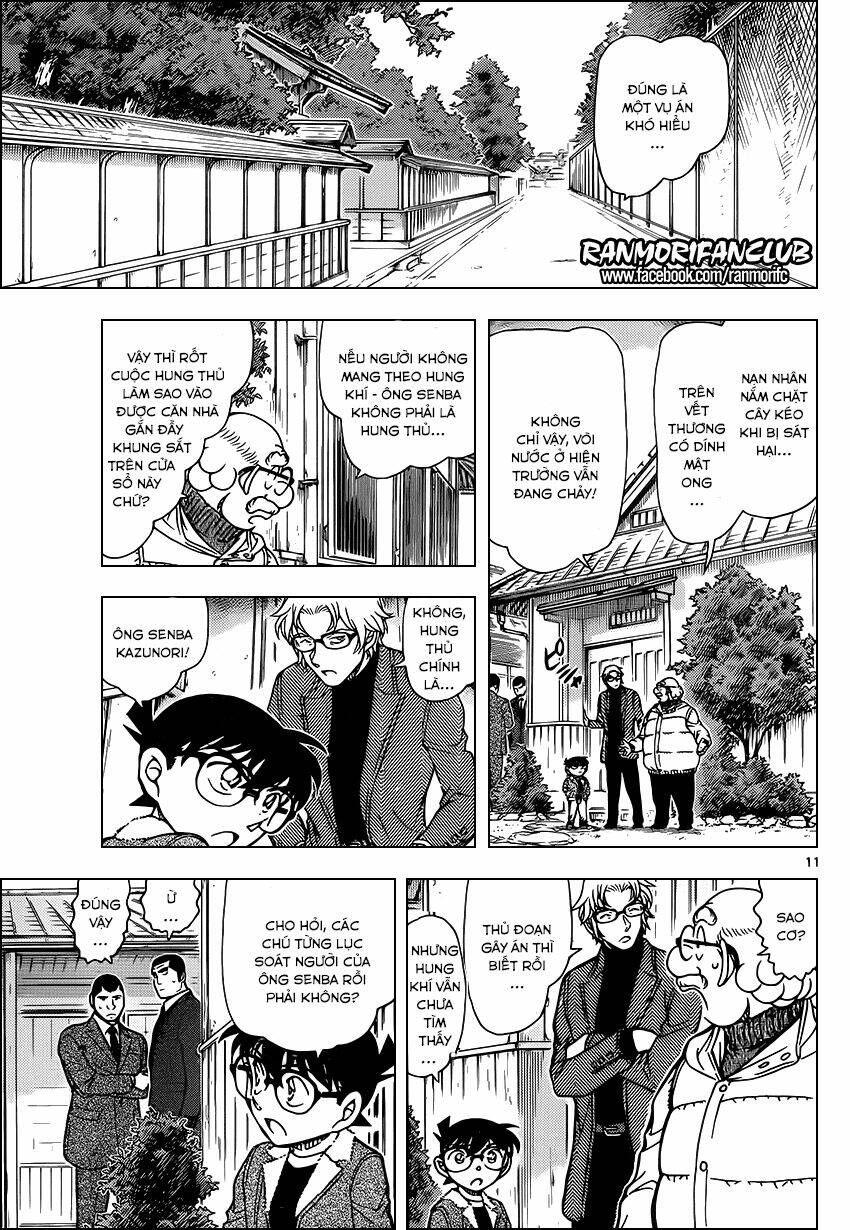 ĐÚNG LÀ
MỘT VỤ ÁN
KHÓ HIỂU
...
RANMORIFANCLUB
www.facebook.com/ranmorifc
NẠN NHÂN
NẮM CHẶT
CÂY KÉO
KHI BỊ SÁT
HẠI...
TRÊN
VẾT
THƯƠNG
CÓ DÍNH
MẬT
ONG
...
KHÔNG
CHỈ VẬY, VÒI
NƯỚC Ở HIỆN
TRƯỜNG VẪN
ĐANG CHẢY!
ピッ
NẾU NGƯỜI KHÔNG
MANG THEO HUNG
KHÍ - ÔNG SENBA
KHÔNG PHẢI LÀ
HUNG THỦ...
VẬY THÌ RỐT
CUỘC HUNG THỦ
LÀM SAO VÀO
ĐƯỢC CĂN NHÀ
GẮN ĐẦY
KHUNG SẮT
TRÊN CỬA
SỔ NÀY
CHỨ?
KHÔNG,
HUNG
THỦ
CHÍNH
LÀ...
ÔNG SENBA
KAZUNORI!
11
SAO
CƠ?
THỦ ĐOẠN
GÂY ÁN THÌ
BIẾT RỒI
...
NHƯNG
HUNG
KHÍ VẪN
CHƯA
TÌM
THẤY
...
CHO HỎI, CÁC
CHÚ TỪNG LỤC
SOÁT NGƯỜI CỦA
ÔNG SENBA RỒI
PHẢI KHÔNG?
Ừ
...
ĐÚNG
VẬY
...